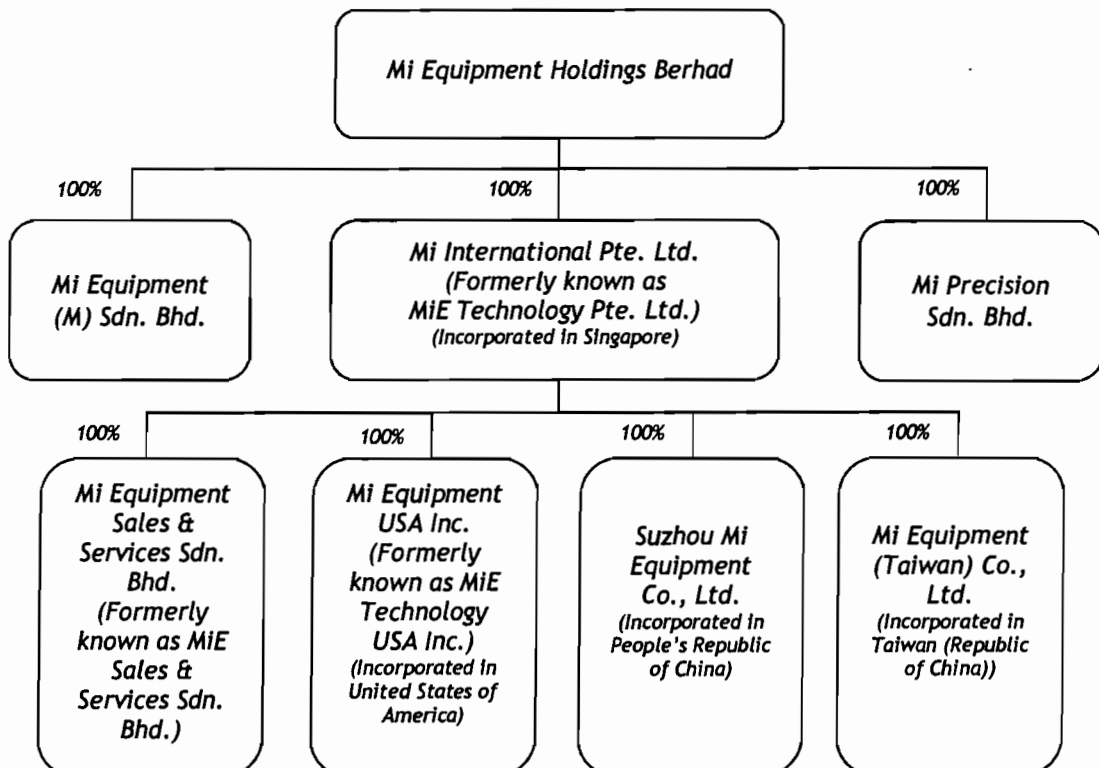 Mi Equipment Holdings Berhad
100%
100%
100%
Mi Equipment
(M) Sdn. Bhd.
Mi International Pte. Ltd.
(Formerly known as
MiE Technology Pte. Ltd.)
(Incorporated in Singapore)
Mi Precision
Sdn. Bhd.
100%
100%
100%
100%
Mi Equipment
Sales &
Services Sdn.
Bhd.
(Formerly
known as MiE
Sales &
Services Sdn.
Bhd.)
Mi Equipment
USA Inc.
(Formerly
known as MiE
Technology
USA Inc.)
(Incorporated in
United States of
America)
Suzhou Mi
Equipment
Co., Ltd.
(Incorporated in
People's Republic
of China)
Mi Equipment
(Taiwan) Co.,
Ltd.
(Incorporated in
Taiwan (Republic
of China))